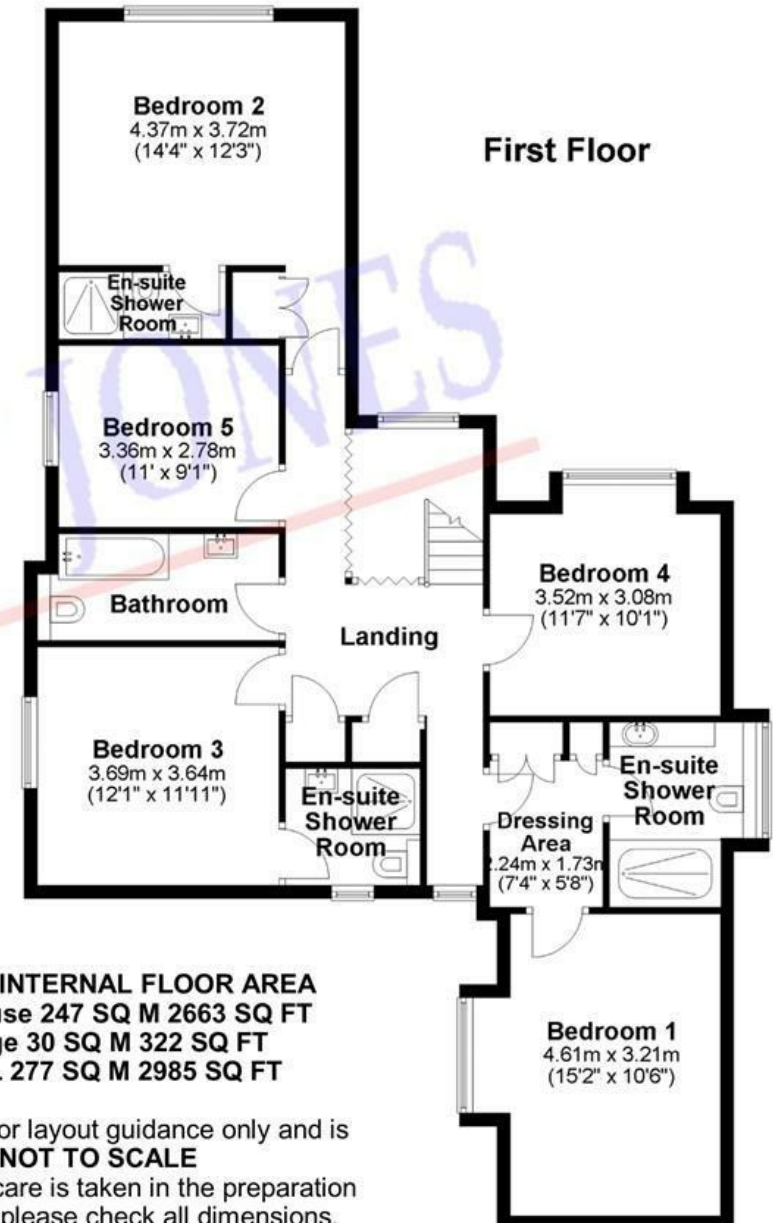 First Floor
Bedroom 2
4.37m x 3.72m
(14'4" x 12'3")
En-suite
Shower
Room
JONES
Bedroom 5
3.36m x 2.78m
(11' x 9'1")
Bathroom
Landing
Bedroom 4
3.52m x 3.08m
(11'7" x 10'1")
Bedroom 3
3.69m x 3.64m
(12'1" x 11'11")
En-suite
Shower
Room
En-suite
Shower
Room
Dressing
Area
2.24m x 1.73m
(7'4" x 5'8")
Bedroom 1
4.61m x 3.21m
(15'2" x 10'6")
INTERNAL FLOOR AREA
247 SQ M 2663 SQ FT
30 SQ M 322 SQ FT
277 SQ M 2985 SQ FT
layout guidance only and is
NOT TO SCALE
care is taken in the preparation
please check all dimensions.